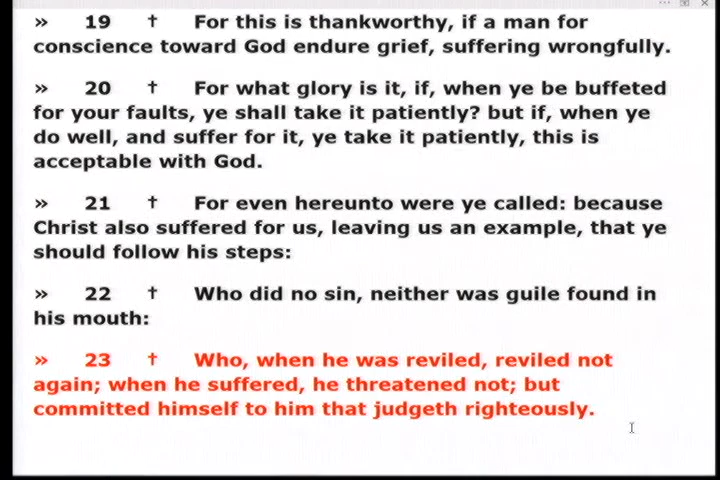 » 19 † For this is thankworthy, if a man for
conscience toward God endure grief, suffering wrongfully.
» 20 † For what glory is it, if, when ye be buffeted
for your faults, ye shall take it patiently? but if, when ye
do well, and suffer for it, ye take it patiently, this is
acceptable with God.
» 21 † For even hereunto were ye called: because
Christ also suffered for us, leaving us an example, that ye
should follow his steps:
» 22 † Who did no sin, neither was guile found in
his mouth:
» 23 † Who, when he was reviled, reviled not
again; when he suffered, he threatened not; but
committed himself to him that judgeth righteously.